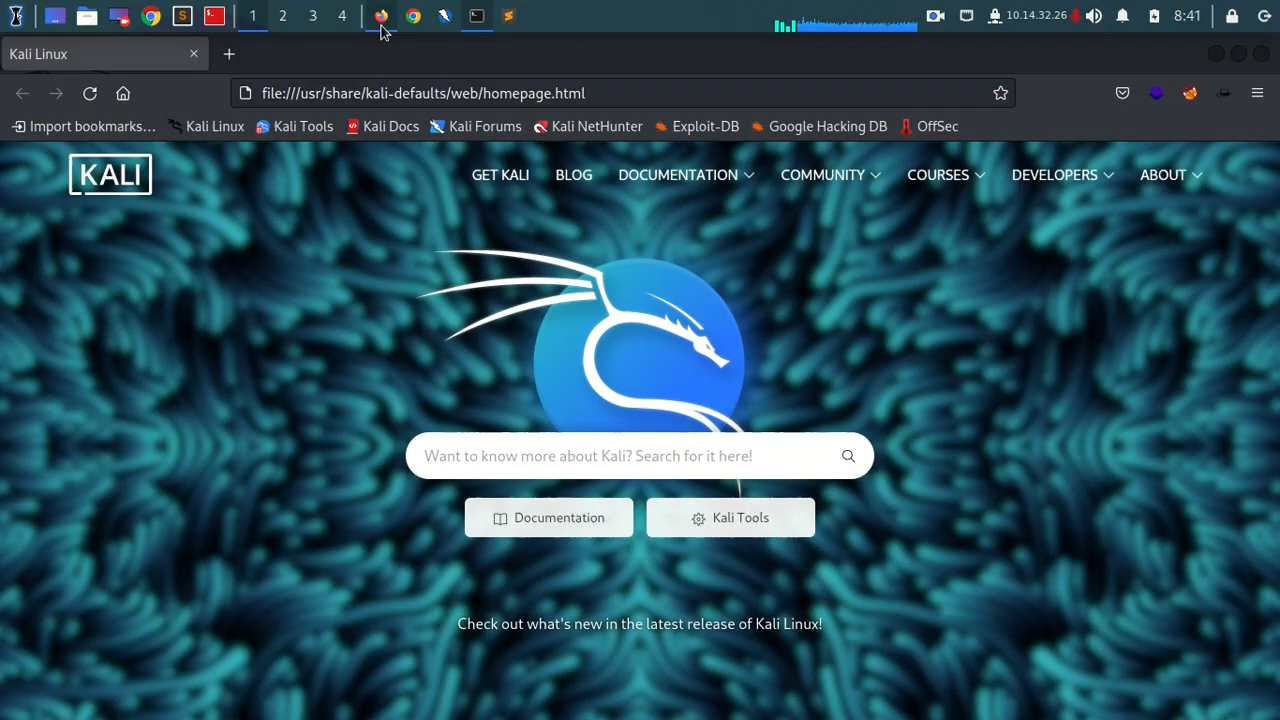 1 2 3 4 10.14.32.26 8:41
Kali Linux
file:///usr/share/kali-defaults/web/homepage.html
Import bookmarks… Kali Linux Kali Tools Kali Docs Kali Forums Kali NetHunter Exploit-DB Google Hacking DB OffSec
KALI GET KALI BLOG DOCUMENTATION COMMUNITY COURSES DEVELOPERS ABOUT
Want to know more about Kali? Search for it here!
Documentation Kali Tools
Check out what's new in the latest release of Kali Linux!